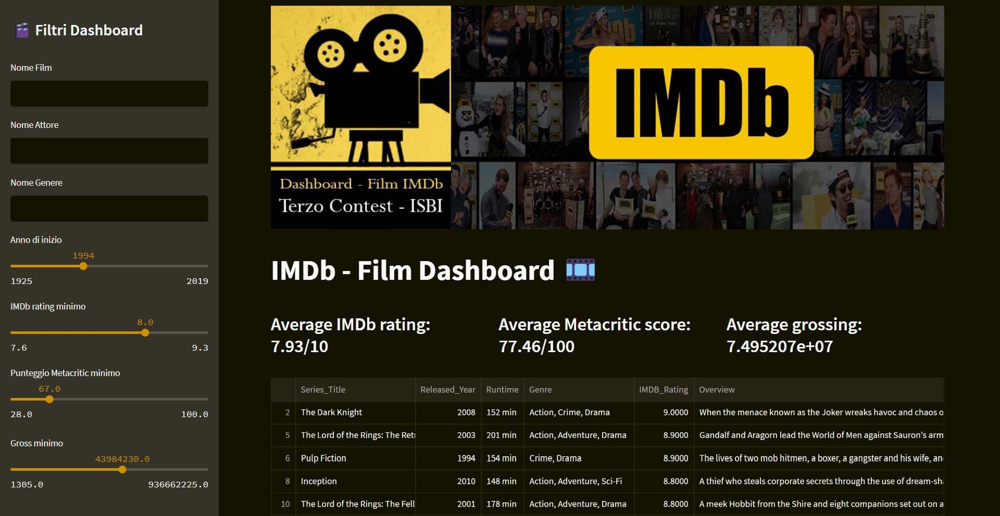 Filtri Dashboard
Nome Film
Nome Attore
Nome Genere
Anno di inizio
1994
1925 2019
IMDb rating minimo
8.0
7.6 9.3
Punteggio Metacritic minimo
67.0
28.0 100.0
Gross minimo
43984230.0
1305.0 936662225.0
IMDb
Dashboard - Film IMDb
Terzo Contest - ISBI
IMDb - Film Dashboard
Average IMDb rating: Average Metacritic score: Average grossing:
7.93/10 77.46/100 7.495207e+07
Series_Title Released_Year Runtime Genre IMDB_Rating Overview
2 The Dark Knight 2008 152 min Action, Crime, Drama 9.0000 When the menace known as the Joker wreaks havoc and chaos o
5 The Lord of the Rings: The Retu 2003 201 min Action, Adventure, Drama 8.9000 Gandalf and Aragorn lead the World of Men against Sauron's arm
6 Pulp Fiction 1994 154 min Crime, Drama 8.9000 The lives of two mob hitmen, a boxer, a gangster and his wife, an
8 Inception 2010 148 min Action, Adventure, Sci-Fi 8.8000 A thief who steals corporate secrets through the use of dream-sh
10 The Lord of the Rings: The Fell 2001 178 min Action, Adventure, Drama 8.8000 A meek Hobbit from the Shire and eight companions set out on a